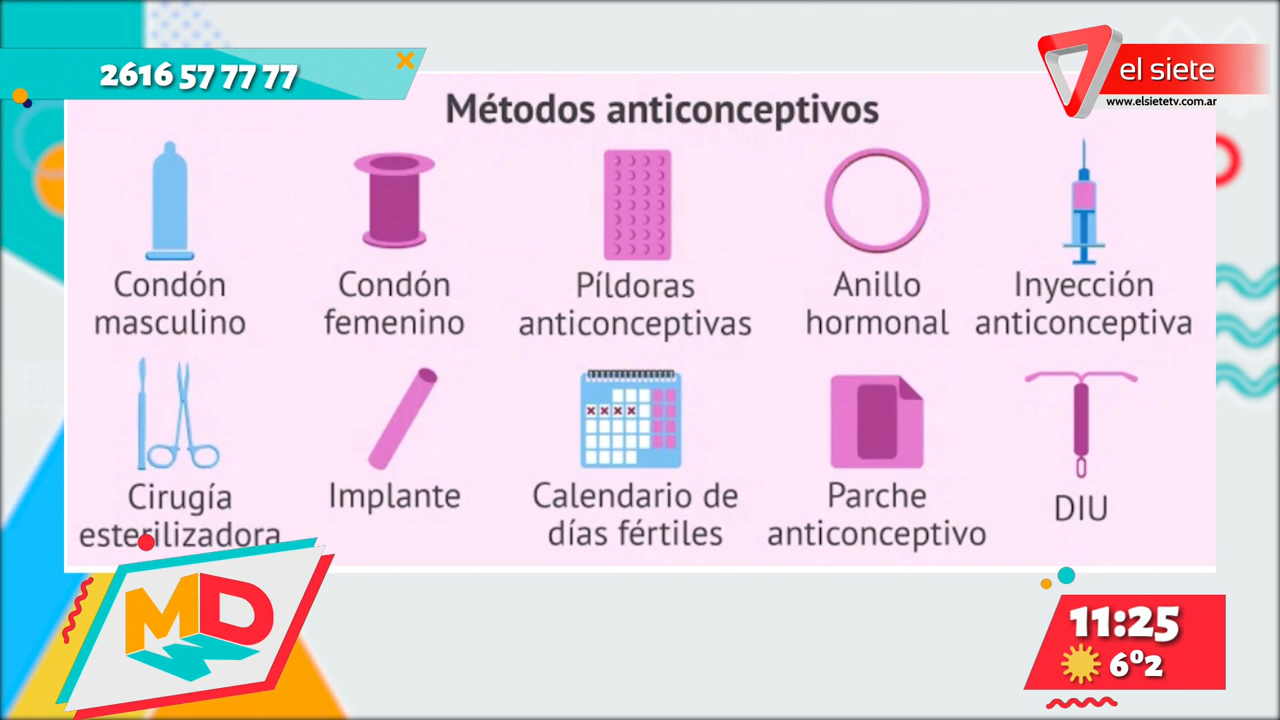 2616 57 77 77
el siete
www.elsietetv.com.ar
Métodos anticonceptivos
Condón
masculino
Condón
femenino
Píldoras
anticonceptivas
Anillo
hormonal
Inyección
anticonceptiva
Cirugía
esterilizadora
Implante
Calendario de
días fértiles
Parche
anticonceptivo
DIU
MD
11:25
6º2